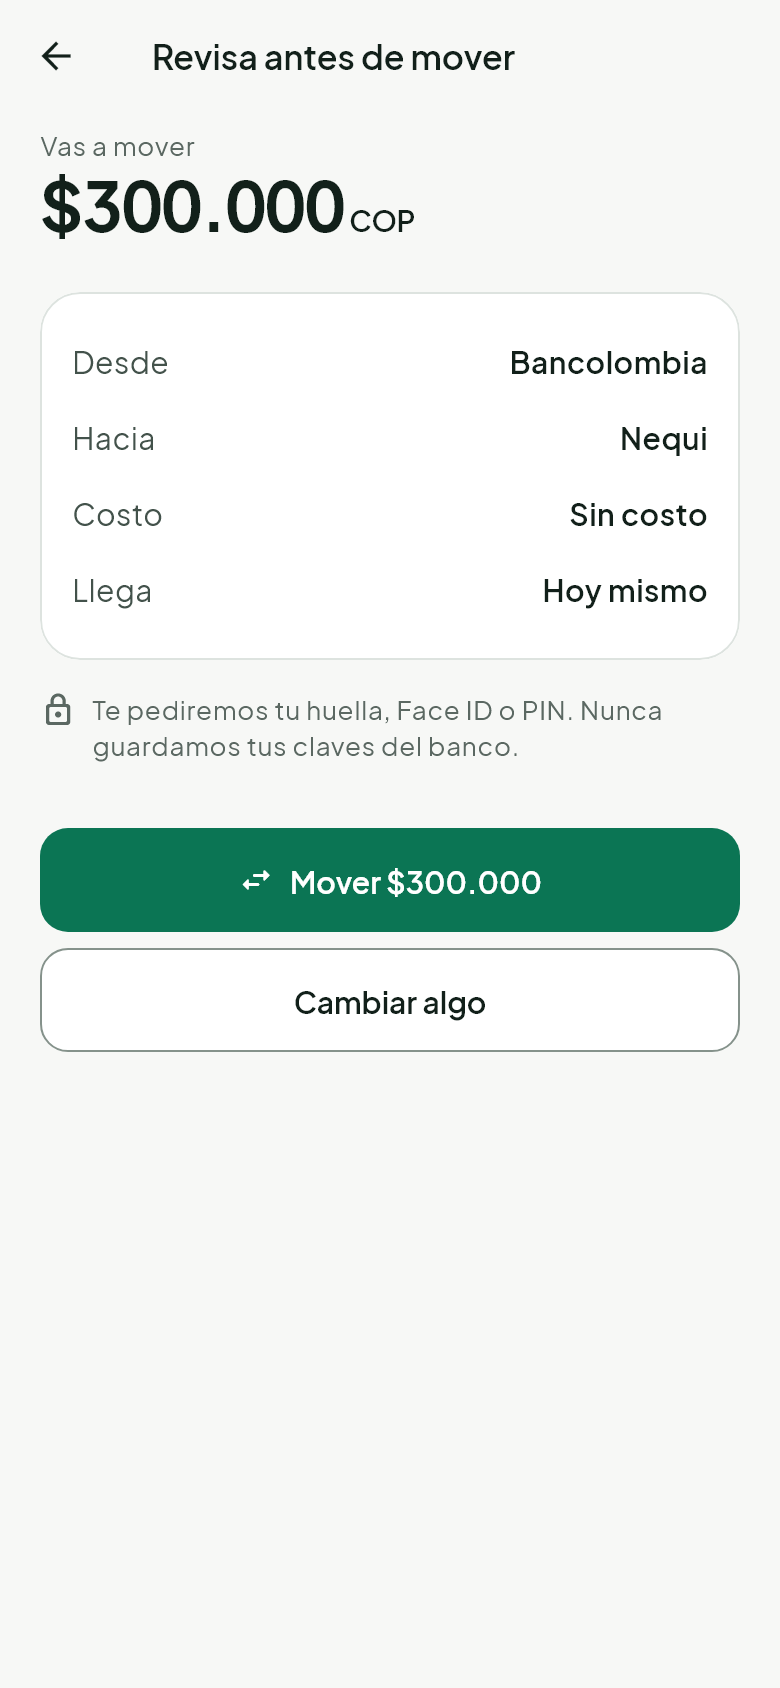 Revisa antes de mover
Vas a mover
$300.000 COP
Desde Bancolombia
Hacia Nequi
Costo Sin costo
Llega Hoy mismo
Te pediremos tu huella, Face ID o PIN. Nunca
guardamos tus claves del banco.
Mover $300.000
Cambiar algo